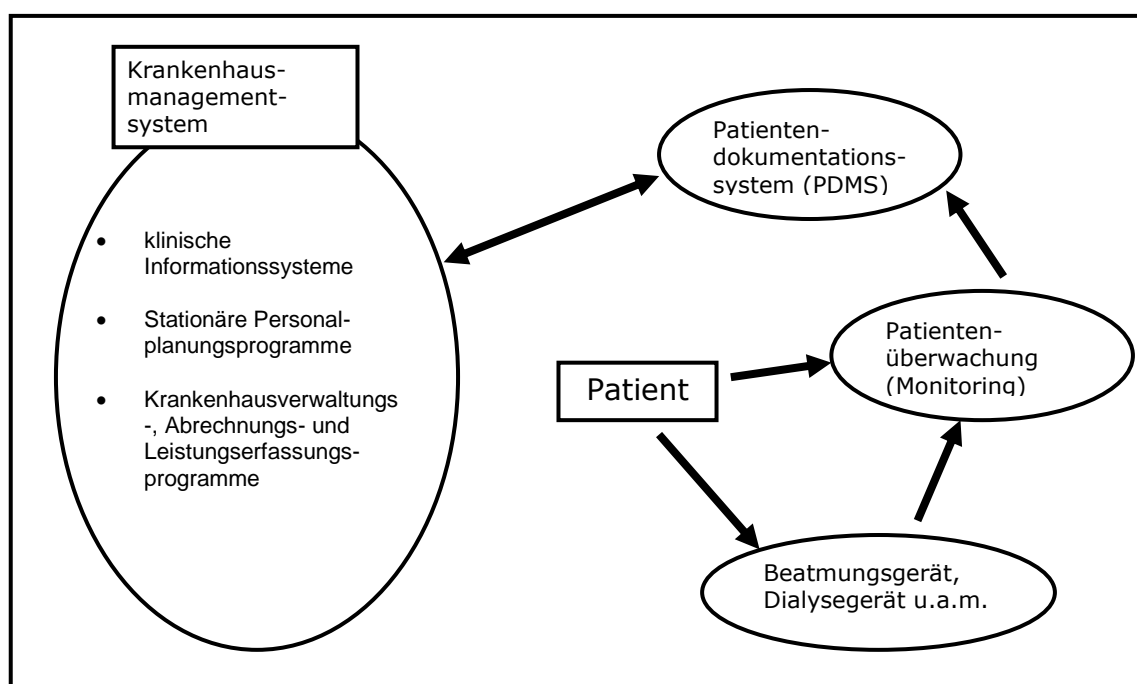 Krankenhaus-
management-
system
• klinische
Informationssysteme
• Stationäre Personal-
planungsprogramme
• Krankenhausverwaltungs
-, Abrechnungs- und
Leistungserfassungs-
programme
Patienten-
dokumentations-
system (PDMS)
Patienten-
überwachung
(Monitoring)
Patient
Beatmungsgerät,
Dialysegerät u.a.m.